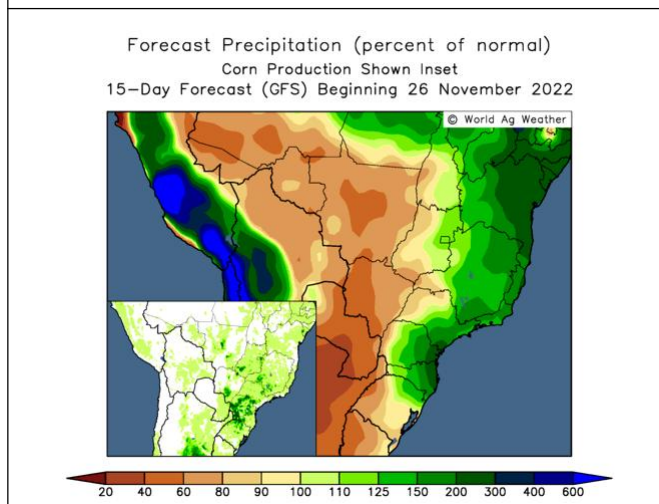 Forecast Precipitation (percent of normal)
Corn Production Shown Inset
15-Day Forecast (GFS) Beginning 26 November 2022
© World Ag Weather
20 40 60 80 90 100 110 125 150 200 300 400 600